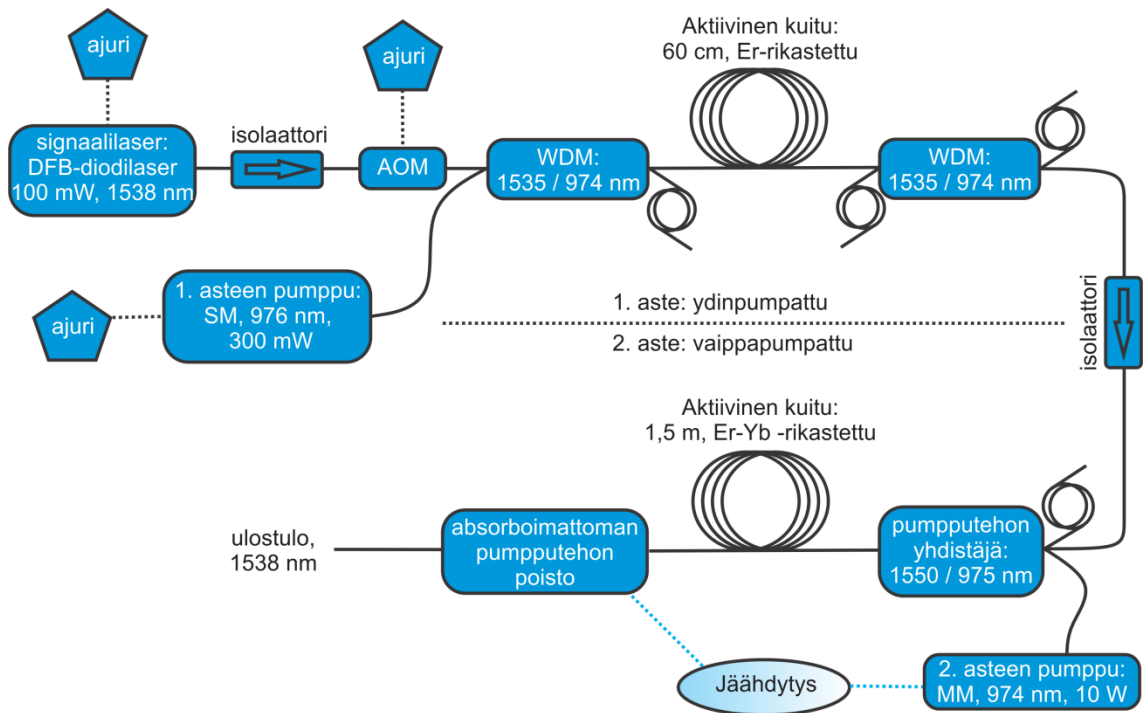 ajuri
ajuri
Aktiivinen kuitu:
60 cm, Er-rikastettu
signaalilaser:
DFB-diodilaser
100 mW, 1538 nm
isolaattori
AOM
WDM:
1535 / 974 nm
WDM:
1535 / 974 nm
ajuri
1. asteen pumppu:
SM, 976 nm,
300 mW
1. aste: ydinpumpattu
2. aste: vaippapumpattu
isolaattori
Aktiivinen kuitu:
1,5 m, Er-Yb -rikastettu
ulostulo,
1538 nm
absorboimattoman
pumpputehon
poisto
pumpputehon
yhdistäjä:
1550 / 975 nm
Jäähdytys
2. asteen pumppu:
MM, 974 nm, 10 W